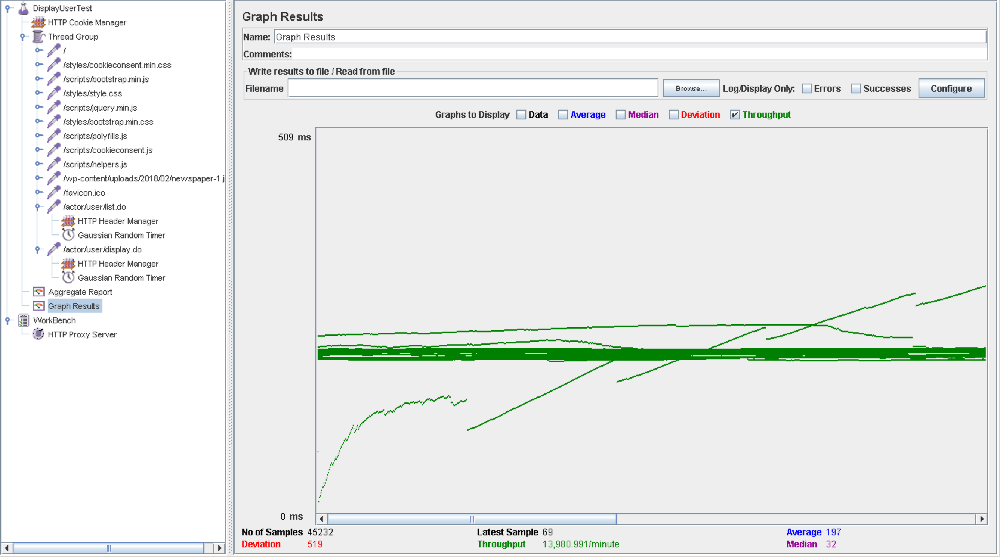 DisplayUserTest
HTTP Cookie Manager
Thread Group
/
/styles/cookieconsent.min.css
/scripts/bootstrap.min.js
/styles/style.css
/scripts/jquery.min.js
/styles/bootstrap.min.css
/scripts/polyfills.js
/scripts/cookieconsent.js
/scripts/helpers.js
/wp-content/uploads/2018/02/newspaper-1.j
/favicon.ico
/actor/user/list.do
HTTP Header Manager
Gaussian Random Timer
/actor/user/display.do
HTTP Header Manager
Gaussian Random Timer
Aggregate Report
Graph Results
WorkBench
HTTP Proxy Server
Graph Results
Name: Graph Results
Comments:
Write results to file / Read from file
Filename Browse... Log/Display Only: Errors Successes Configure
Graphs to Display Data Average Median Deviation Throughput
509 ms
0 ms
No of Samples 45232 Latest Sample 69 Average 197
Deviation 519 Throughput 13,980.991/minute Median 32